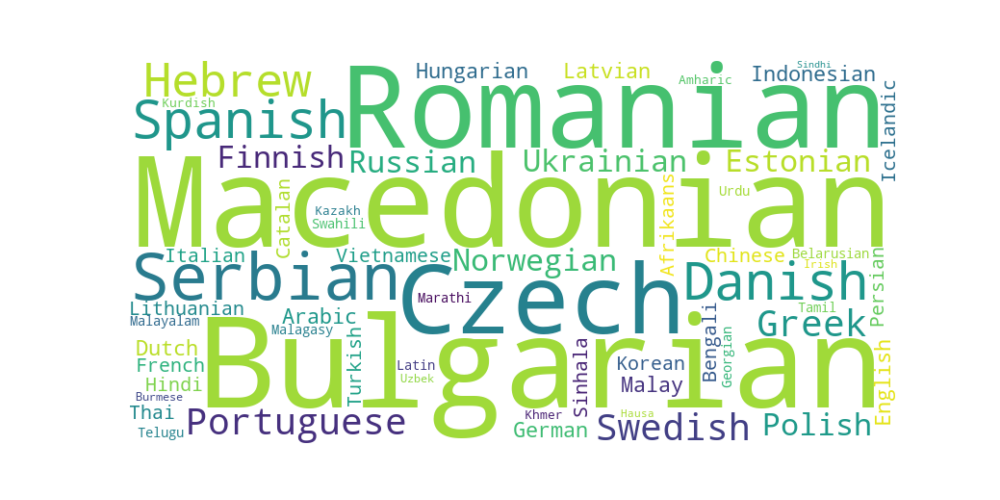 Sindhi
Hebrew
Hungarian
Latvian
Indonesian
Amharic
Romanian
Kurdish
Spanish
Icelandic
Finnish
Russian
Ukrainian
Estonian
Macedonian
Urdu
Catalan
Kazakh
Swahili
Afrikaans
Italian
Vietnamese
Norwegian
Chinese
Belarusian
Irish
Serbian
Czech
Marathi
Danish
Persian
Lithuanian
Malayalam
Arabic
Malagasy
Bulgarian
Tamil
Greek
Bengali
Georgian
Turkish
Dutch
French
Hindi
Latin
Uzbek
Sinhala
Korean
Malay
English
Burmese
Thai
Telugu
Portuguese
Khmer
German
Hausa
Swedish
Polish